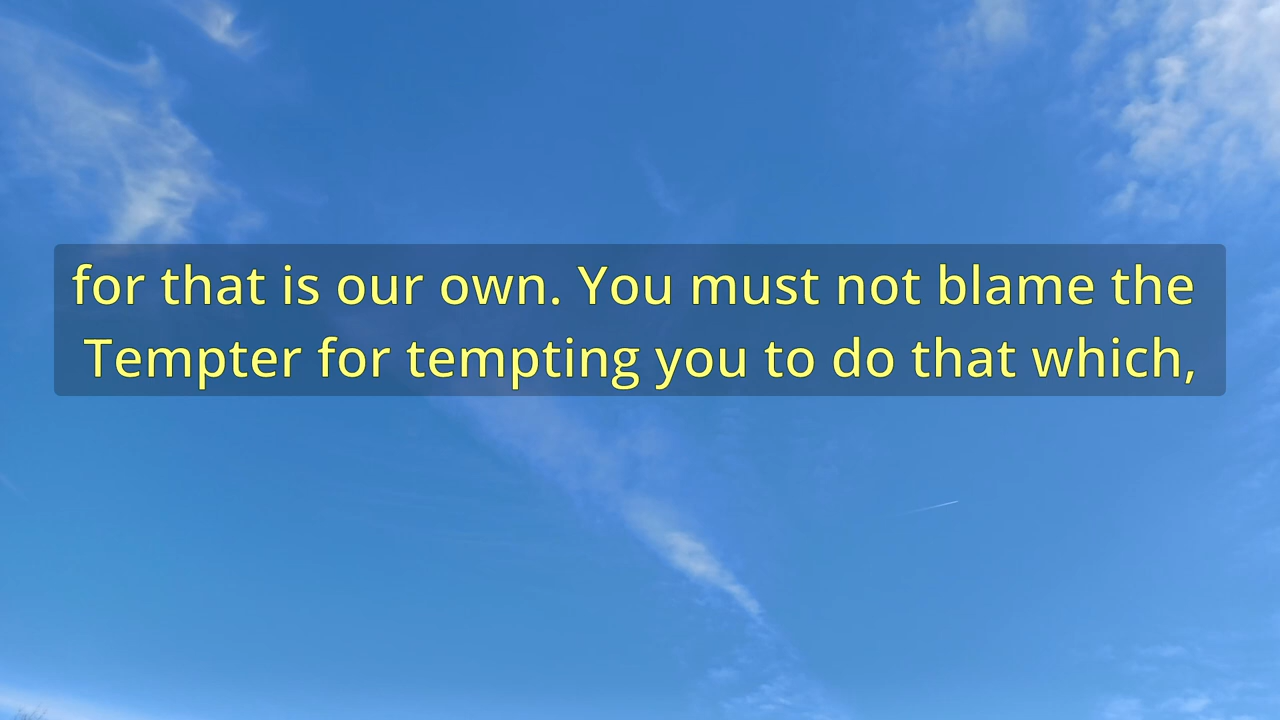 for that is our own. You must not blame the
Tempter for tempting you to do that which,